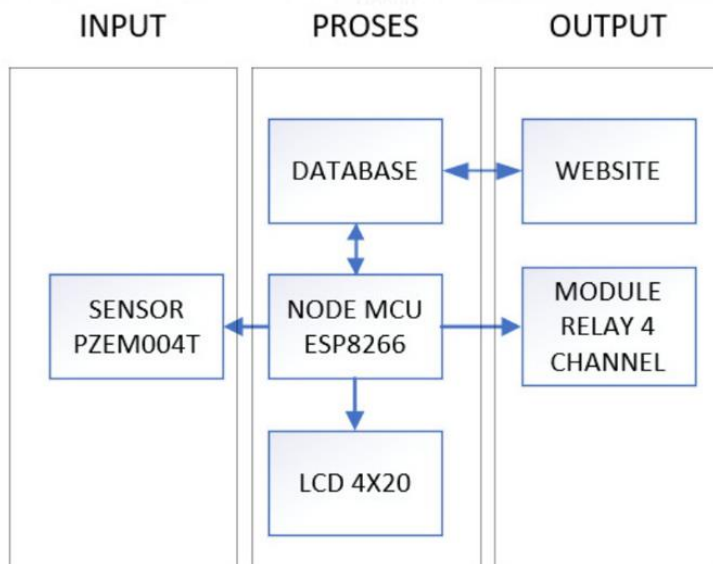 INPUT
PROSES
OUTPUT
DATABASE
WEBSITE
SENSOR
PZEM004T
NODE MCU
ESP8266
MODULE
RELAY 4
CHANNEL
LCD 4X20